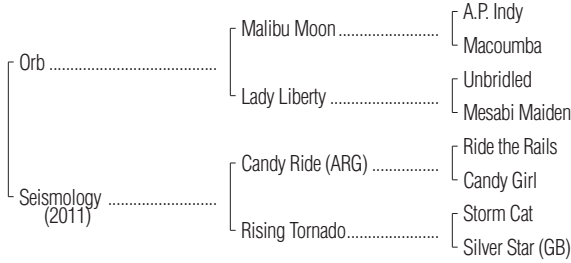 A.P. Indy
Malibu Moon
Macoumba
Orb
Unbridled
Lady Liberty
Mesabi Maiden
Ride the Rails
Candy Ride (ARG)
Candy Girl
Seismology
(2011)
Storm Cat
Rising Tornado
Silver Star (GB)